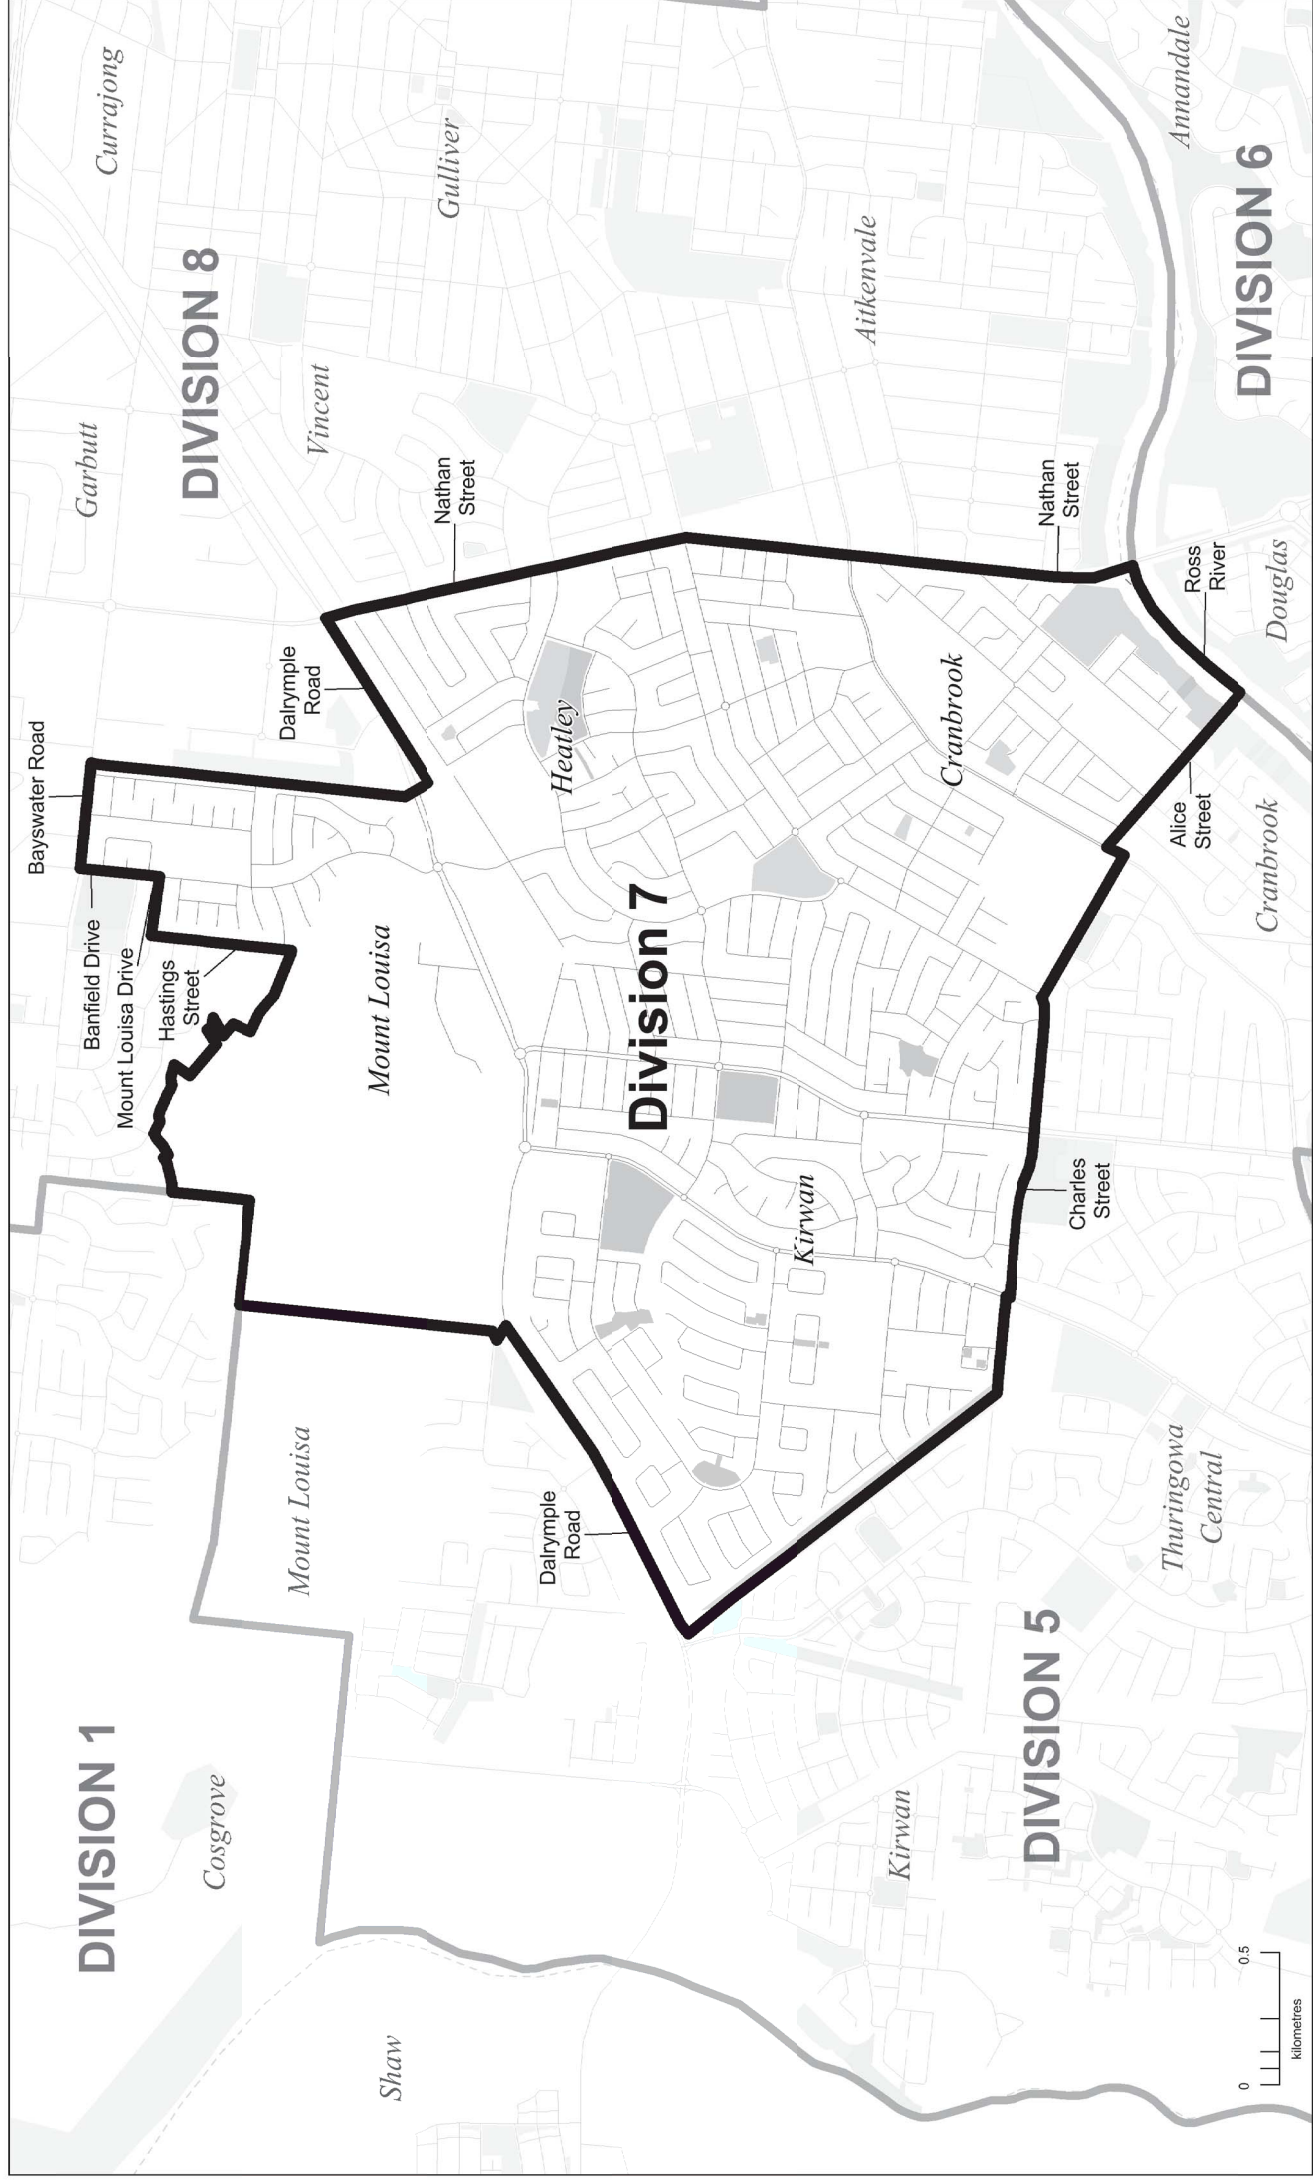 DIVISION 1
Cosgrove
Shaw
Mount Louisa
Bayswater Road
Banfield Drive
Mount Louisa Drive
Hastings
Street
Garbutt
Currajong
DIVISION 8
Vincent
Gulliver
Dalrymple
Road
Nathan
Street
Mount Louisa
Heatley
Aitkenvale
Dalrymple
Road
Division 7
Kirwan
Cranbrook
Nathan
Street
Annandale
Ross
River
DIVISION 6
Douglas
Alice
Street
Cranbrook
Charles
Street
Thuringowa
Central
DIVISION 5
Kirwan
0
0.5
kilometres